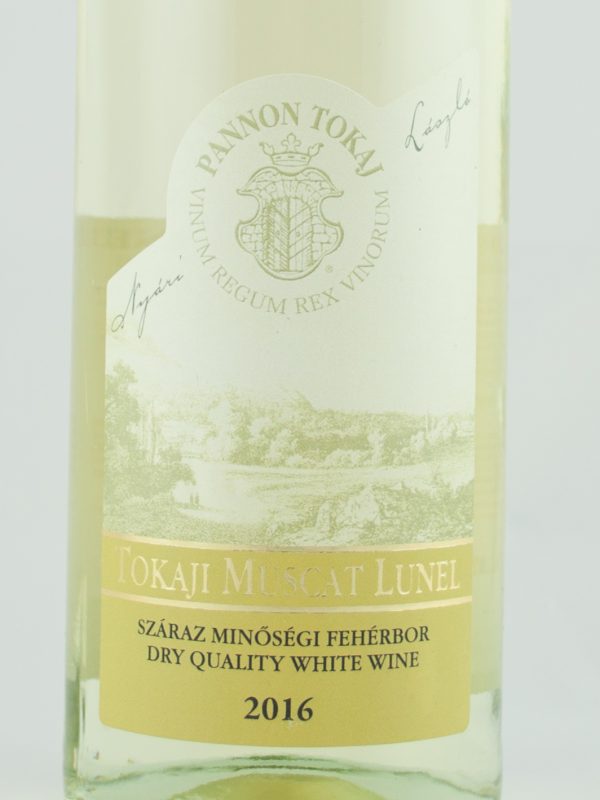 PANNON TOKAJ
VINUM REGUM REX VINORUM
®
Nyári
László
TOKAJI MUSCAT LUNEL
SZÁRAZ MINŐSÉGI FEHÉRBOR
DRY QUALITY WHITE WINE
2016